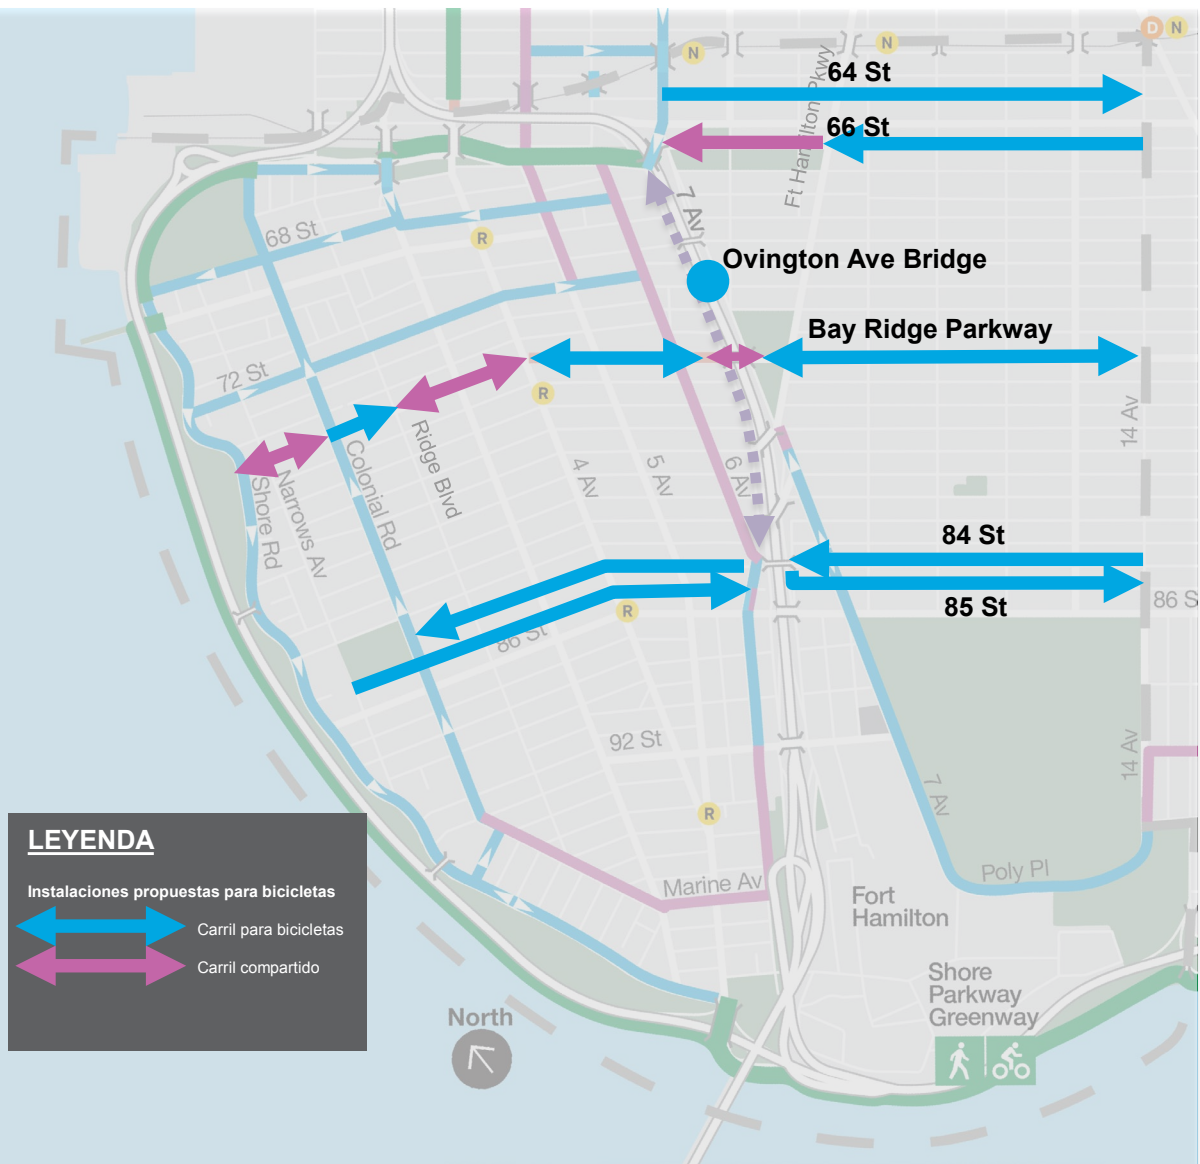 D
N
N
N
64 St
Ft Hamilton Pkwy
66 St
7 Av
68 St
R
Ovington Ave Bridge
Bay Ridge Parkway
72 St
R
14 Av
Ridge Blvd
Colonial Rd
Narrows Av
Shore Rd
4 Av
5 Av
6 Av
84 St
85 St
86 S
R
86 St
92 St
14 Av
7 Av
R
LEYENDA
Instalaciones propuestas para bicicletas
Carril para bicicletas
Carril compartido
Marine Av
Poly Pl
Fort
Hamilton
Shore
Parkway
Greenway
North